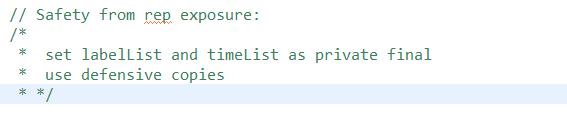 // Safety from rep exposure:
/*
 *  set labelList and timeList as private final
 *  use defensive copies
 * */